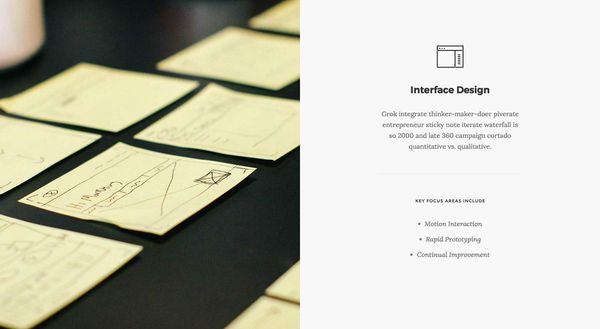 Hi
Interface Design
Grok integrate thinker-maker-doer piverate
entrepreneur sticky note iterate waterfall is
so 2000 and late 360 campaign cortado
quantitative vs. qualitative.
KEY FOCUS AREAS INCLUDE
• Motion Interaction
• Rapid Prototyping
• Continual Improvement